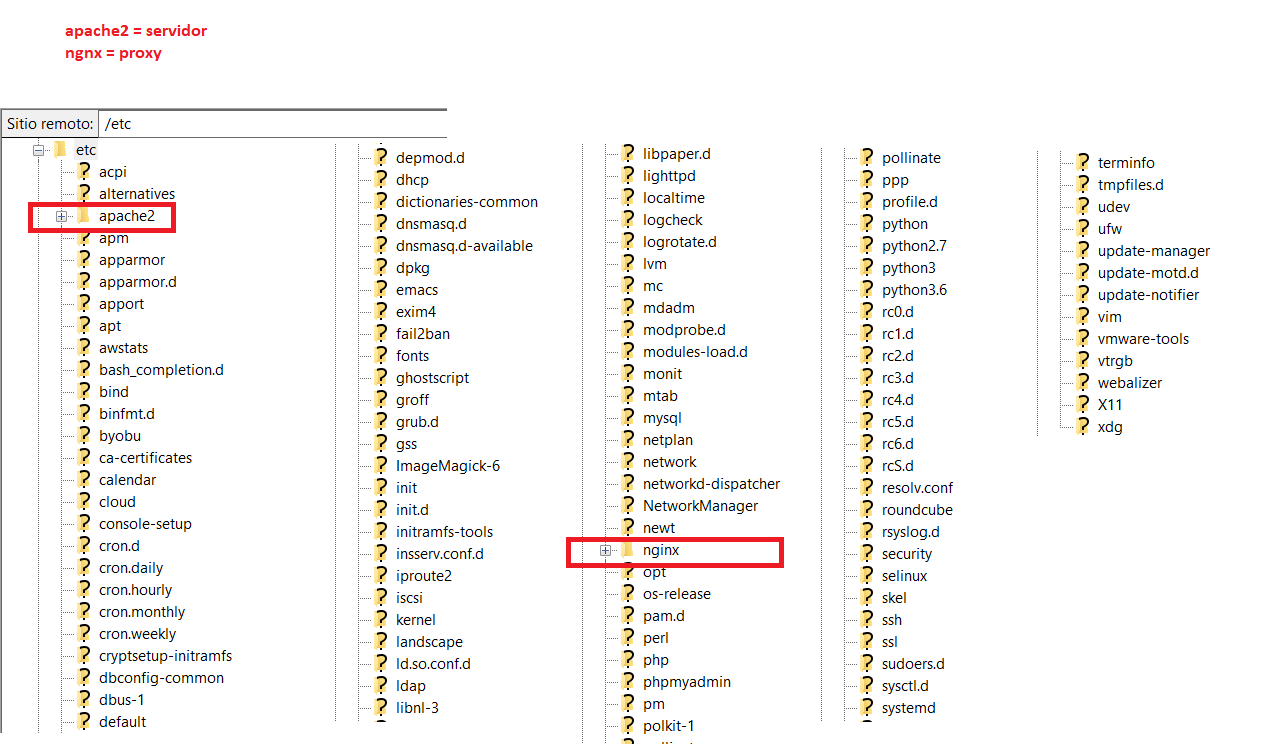 apache2 = servidor
ngnx = proxy
Sitio remoto: /etc
etc
acpi
alternatives
apache2
apm
apparmor
apparmor.d
apport
apt
awstats
bash_completion.d
bind
binfmt.d
byobu
ca-certificates
calendar
cloud
console-setup
cron.d
cron.daily
cron.hourly
cron.monthly
cron.weekly
cryptsetup-initramfs
dbconfig-common
dbus-1
default
depmod.d
dhcp
dictionaries-common
dnsmasq.d
dnsmasq.d-available
dpkg
emacs
exim4
fail2ban
fonts
ghostscript
groff
grub.d
gss
ImageMagick-6
init
init.d
initramfs-tools
insserv.conf.d
iproute2
iscsi
kernel
landscape
ld.so.conf.d
ldap
libnl-3
libpaper.d
lighttpd
localtime
logcheck
logrotate.d
lvm
mc
mdadm
modprobe.d
modules-load.d
monit
mtab
mysql
netplan
network
networkd-dispatcher
NetworkManager
newt
nginx
opt
os-release
pam.d
perl
php
phpmyadmin
pm
polkit-1
pollinate
ppp
profile.d
python
python2.7
python3
python3.6
rc0.d
rc1.d
rc2.d
rc3.d
rc4.d
rc5.d
rc6.d
rcS.d
resolv.conf
roundcube
rsyslog.d
security
selinux
skel
ssh
ssl
sudoers.d
sysctl.d
systemd
terminfo
tmpfiles.d
udev
ufw
update-manager
update-motd.d
update-notifier
vim
vmware-tools
vtrgb
webalizer
X11
xdg